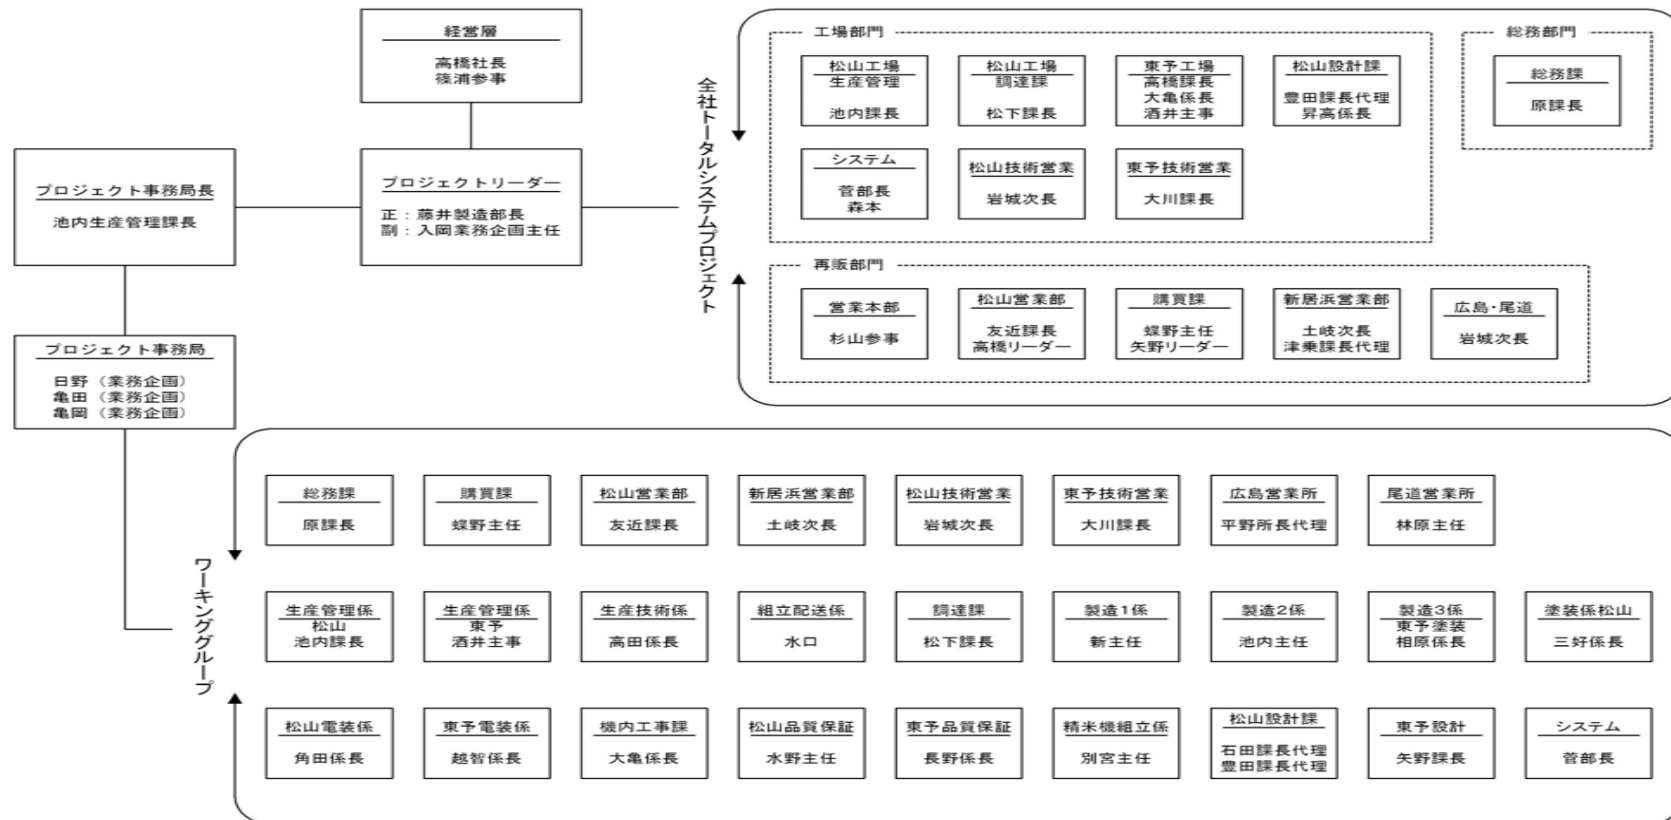 経営層
高橋社長
篠浦参事
プロジェクト事務局長
池内生産管理課長
プロジェクトリーダー
正：藤井製造部長
副：入岡業務企画主任
プロジェクト事務局
日野（業務企画）
亀田（業務企画）
亀岡（業務企画）
全社トータルシステムプロジェクト
工場部門
松山工場
生産管理
池内課長
松山工場
調達課
松下課長
東予工場
高橋課長
大亀係長
酒井主事
松山設計課
豊田課長代理
昇高係長
システム
菅部長
森本
松山技術営業
岩城次長
東予技術営業
大川課長
総務部門
総務課
原課長
再販部門
営業本部
杉山参事
松山営業部
友近課長
高橋リーダー
購買課
蝶野主任
矢野リーダー
新居浜営業部
土岐次長
津乗課長代理
広島・尾道
岩城次長
ワーキンググループ
総務課
原課長
購買課
蝶野主任
松山営業部
友近課長
新居浜営業部
土岐次長
松山技術営業
岩城次長
東予技術営業
大川課長
広島営業所
平野所長代理
尾道営業所
林原主任
生産管理係
松山
池内課長
生産管理係
東予
酒井主事
生産技術係
高田係長
組立配送係
水口
調達課
松下課長
製造1係
新主任
製造2係
池内主任
製造3係
東予塗装
相原係長
塗装係松山
三好係長
松山電装係
角田係長
東予電装係
越智係長
機内工事課
大亀係長
松山品質保証
水野主任
東予品質保証
長野係長
精米機組立係
別宮主任
松山設計課
石田課長代理
豊田課長代理
東予設計
矢野課長
システム
菅部長